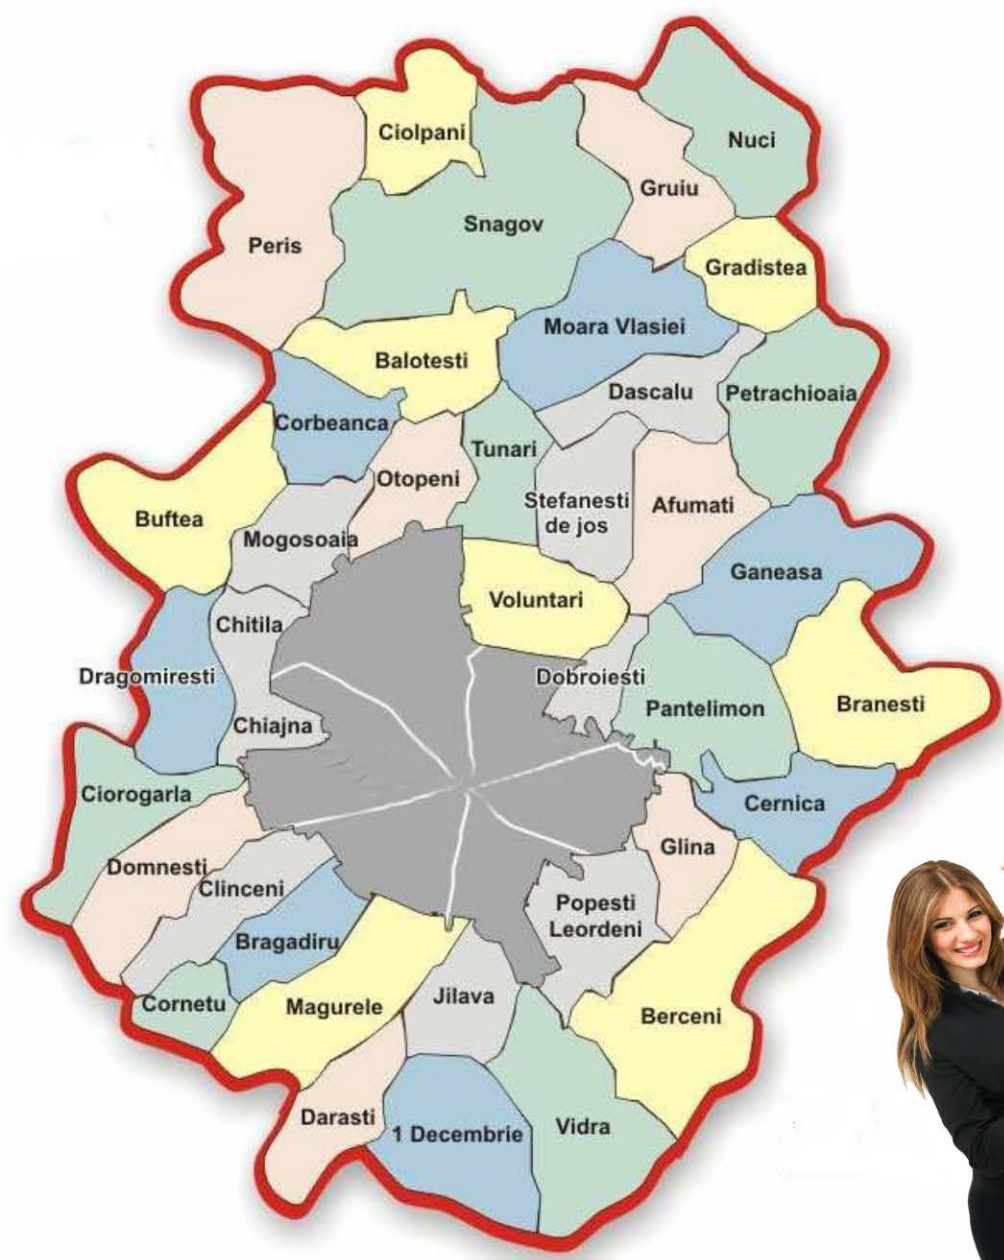 Ciolpani
Nuci
Gruiu
Snagov
Peris
Gradistea
Moara Vlasiei
Balotesti
Dascalu
Petrachioaia
Corbeanca
Tunari
Otopeni
Stefanesti
de jos
Afumati
Buftea
Mogosoaia
Ganeasa
Voluntari
Chitila
Dragomiresti
Dobroiesti
Pantelimon
Branesti
Chiajna
Ciorogarla
Cernica
Glina
Domnesti
Clinceni
Popesti
Leordeni
Bragadiru
Jilava
Cornetu
Magurele
Berceni
Darasti
1 Decembrie
Vidra